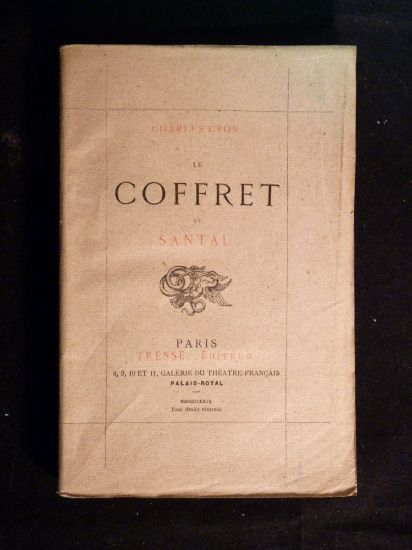 CHARLES CROS
LE
COFFRET
DE
SANTAL
PARIS
TRESSE, ÉDITEUR
8, 9, 10 ET 11, GALERIE DU THÉATRE-FRANÇAIS
PALAIS-ROYAL
Tous droits réservés